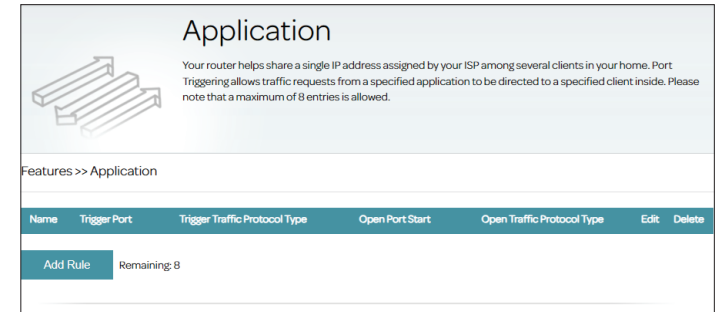 Application
Your router helps share a single IP address assigned by your ISP among several clients in your home. Port
Triggering allows traffic requests from a specified application to be directed to a specified client inside. Please
note that a maximum of 8 entries is allowed.
Features >> Application
Name Trigger Port Trigger Traffic Protocol Type Open Port Start Open Traffic Protocol Type Edit Delete
Add Rule Remaining: 8